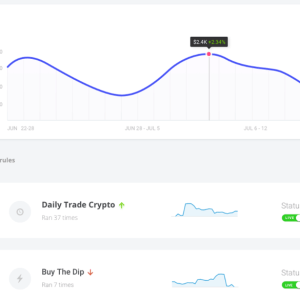 $2.4K +2.34%
JUN 22-28 JUN 29 - JUL 5 JUL 6 - 12
rules
Daily Trade Crypto
Ran 37 times
Statu
LIVE
Buy The Dip
Ran 7 times
Statu
LIVE